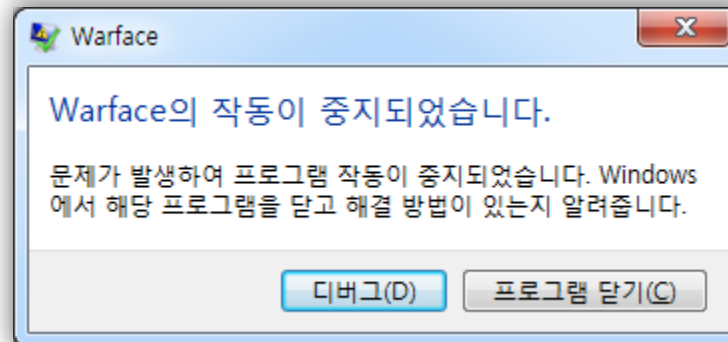 Warface
Warface의 작동이 중지되었습니다.
문제가 발생하여 프로그램 작동이 중지되었습니다. Windows
에서 해당 프로그램을 닫고 해결 방법이 있는지 알려줍니다.
디버그(D) 프로그램 닫기(C)